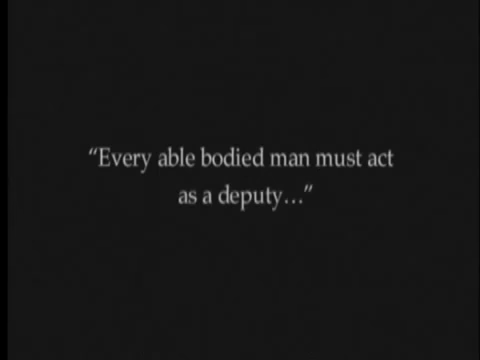 “Every able bodied man must act
as a deputy…”